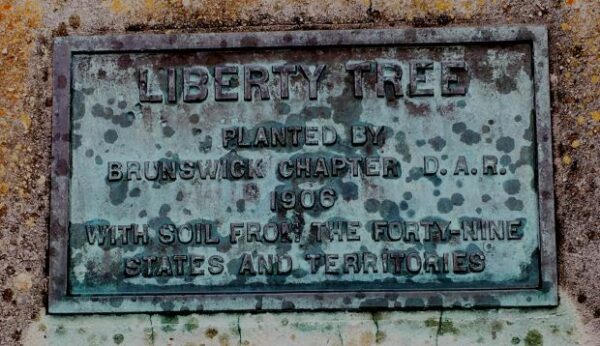 LIBERTY TREE
PLANTED BY
BRUNSWICK CHAPTER D.A.R.
1906
WITH SOIL FROM THE FORTY-NINE
STATES AND TERRITORIES